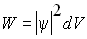 W = |ψ|² dV